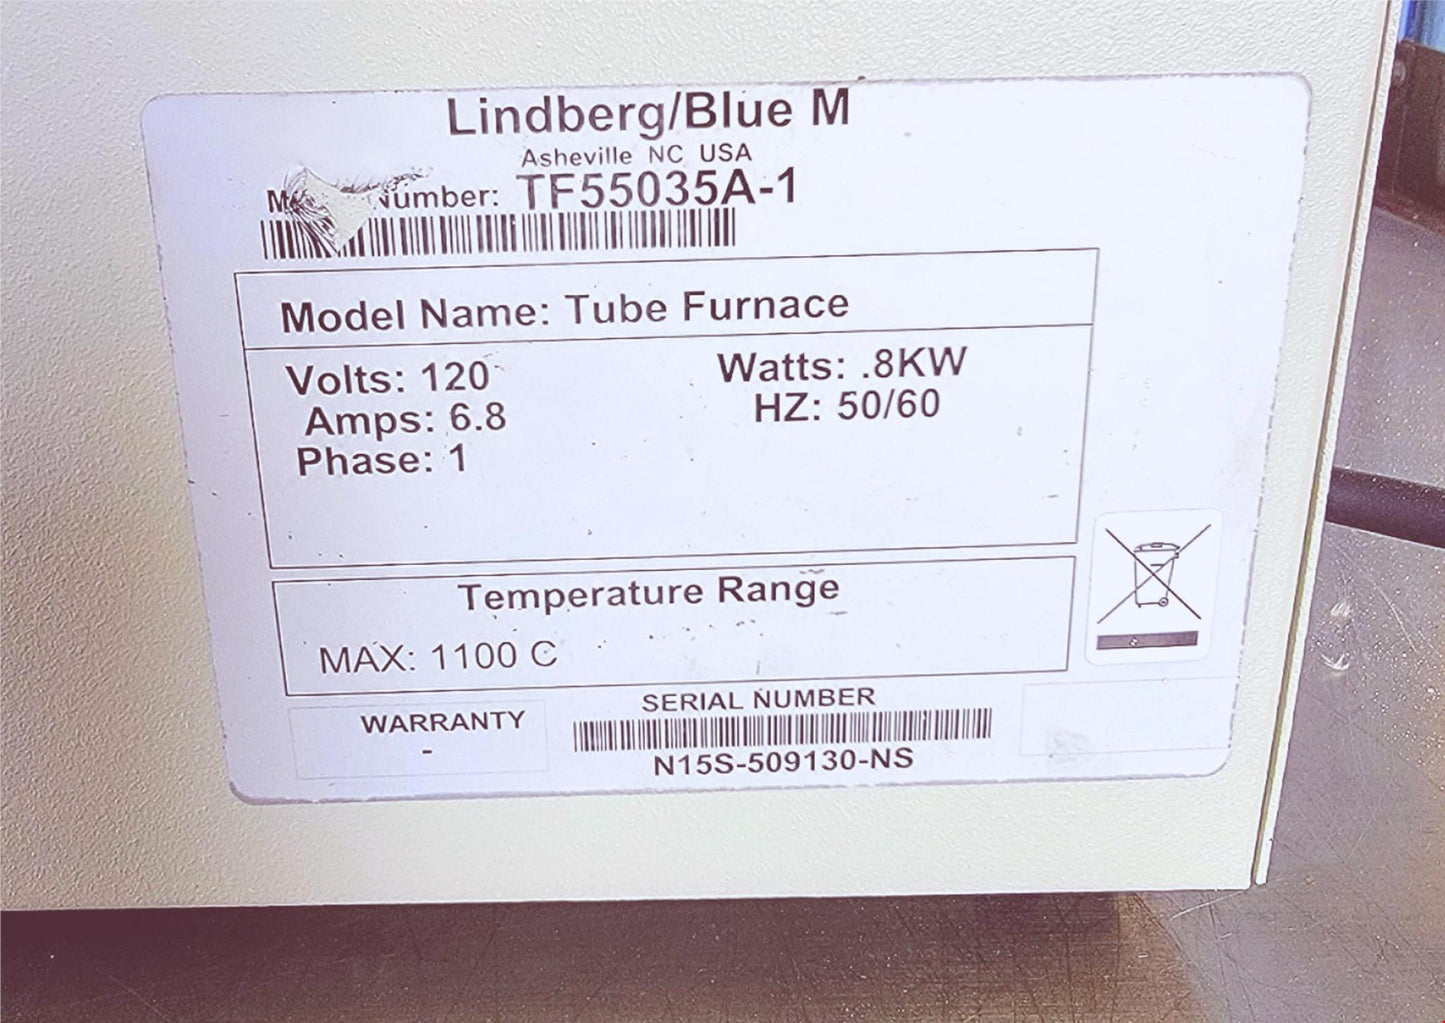 Lindberg/Blue M
Asheville NC USA
Number: TF55035A-1
Model Name: Tube Furnace
Volts: 120 Watts: .8KW
Amps: 6.8 HZ: 50/60
Phase: 1
Temperature Range
MAX: 1100 C
WARRANTY
-
SERIAL NUMBER
N15S-509130-NS